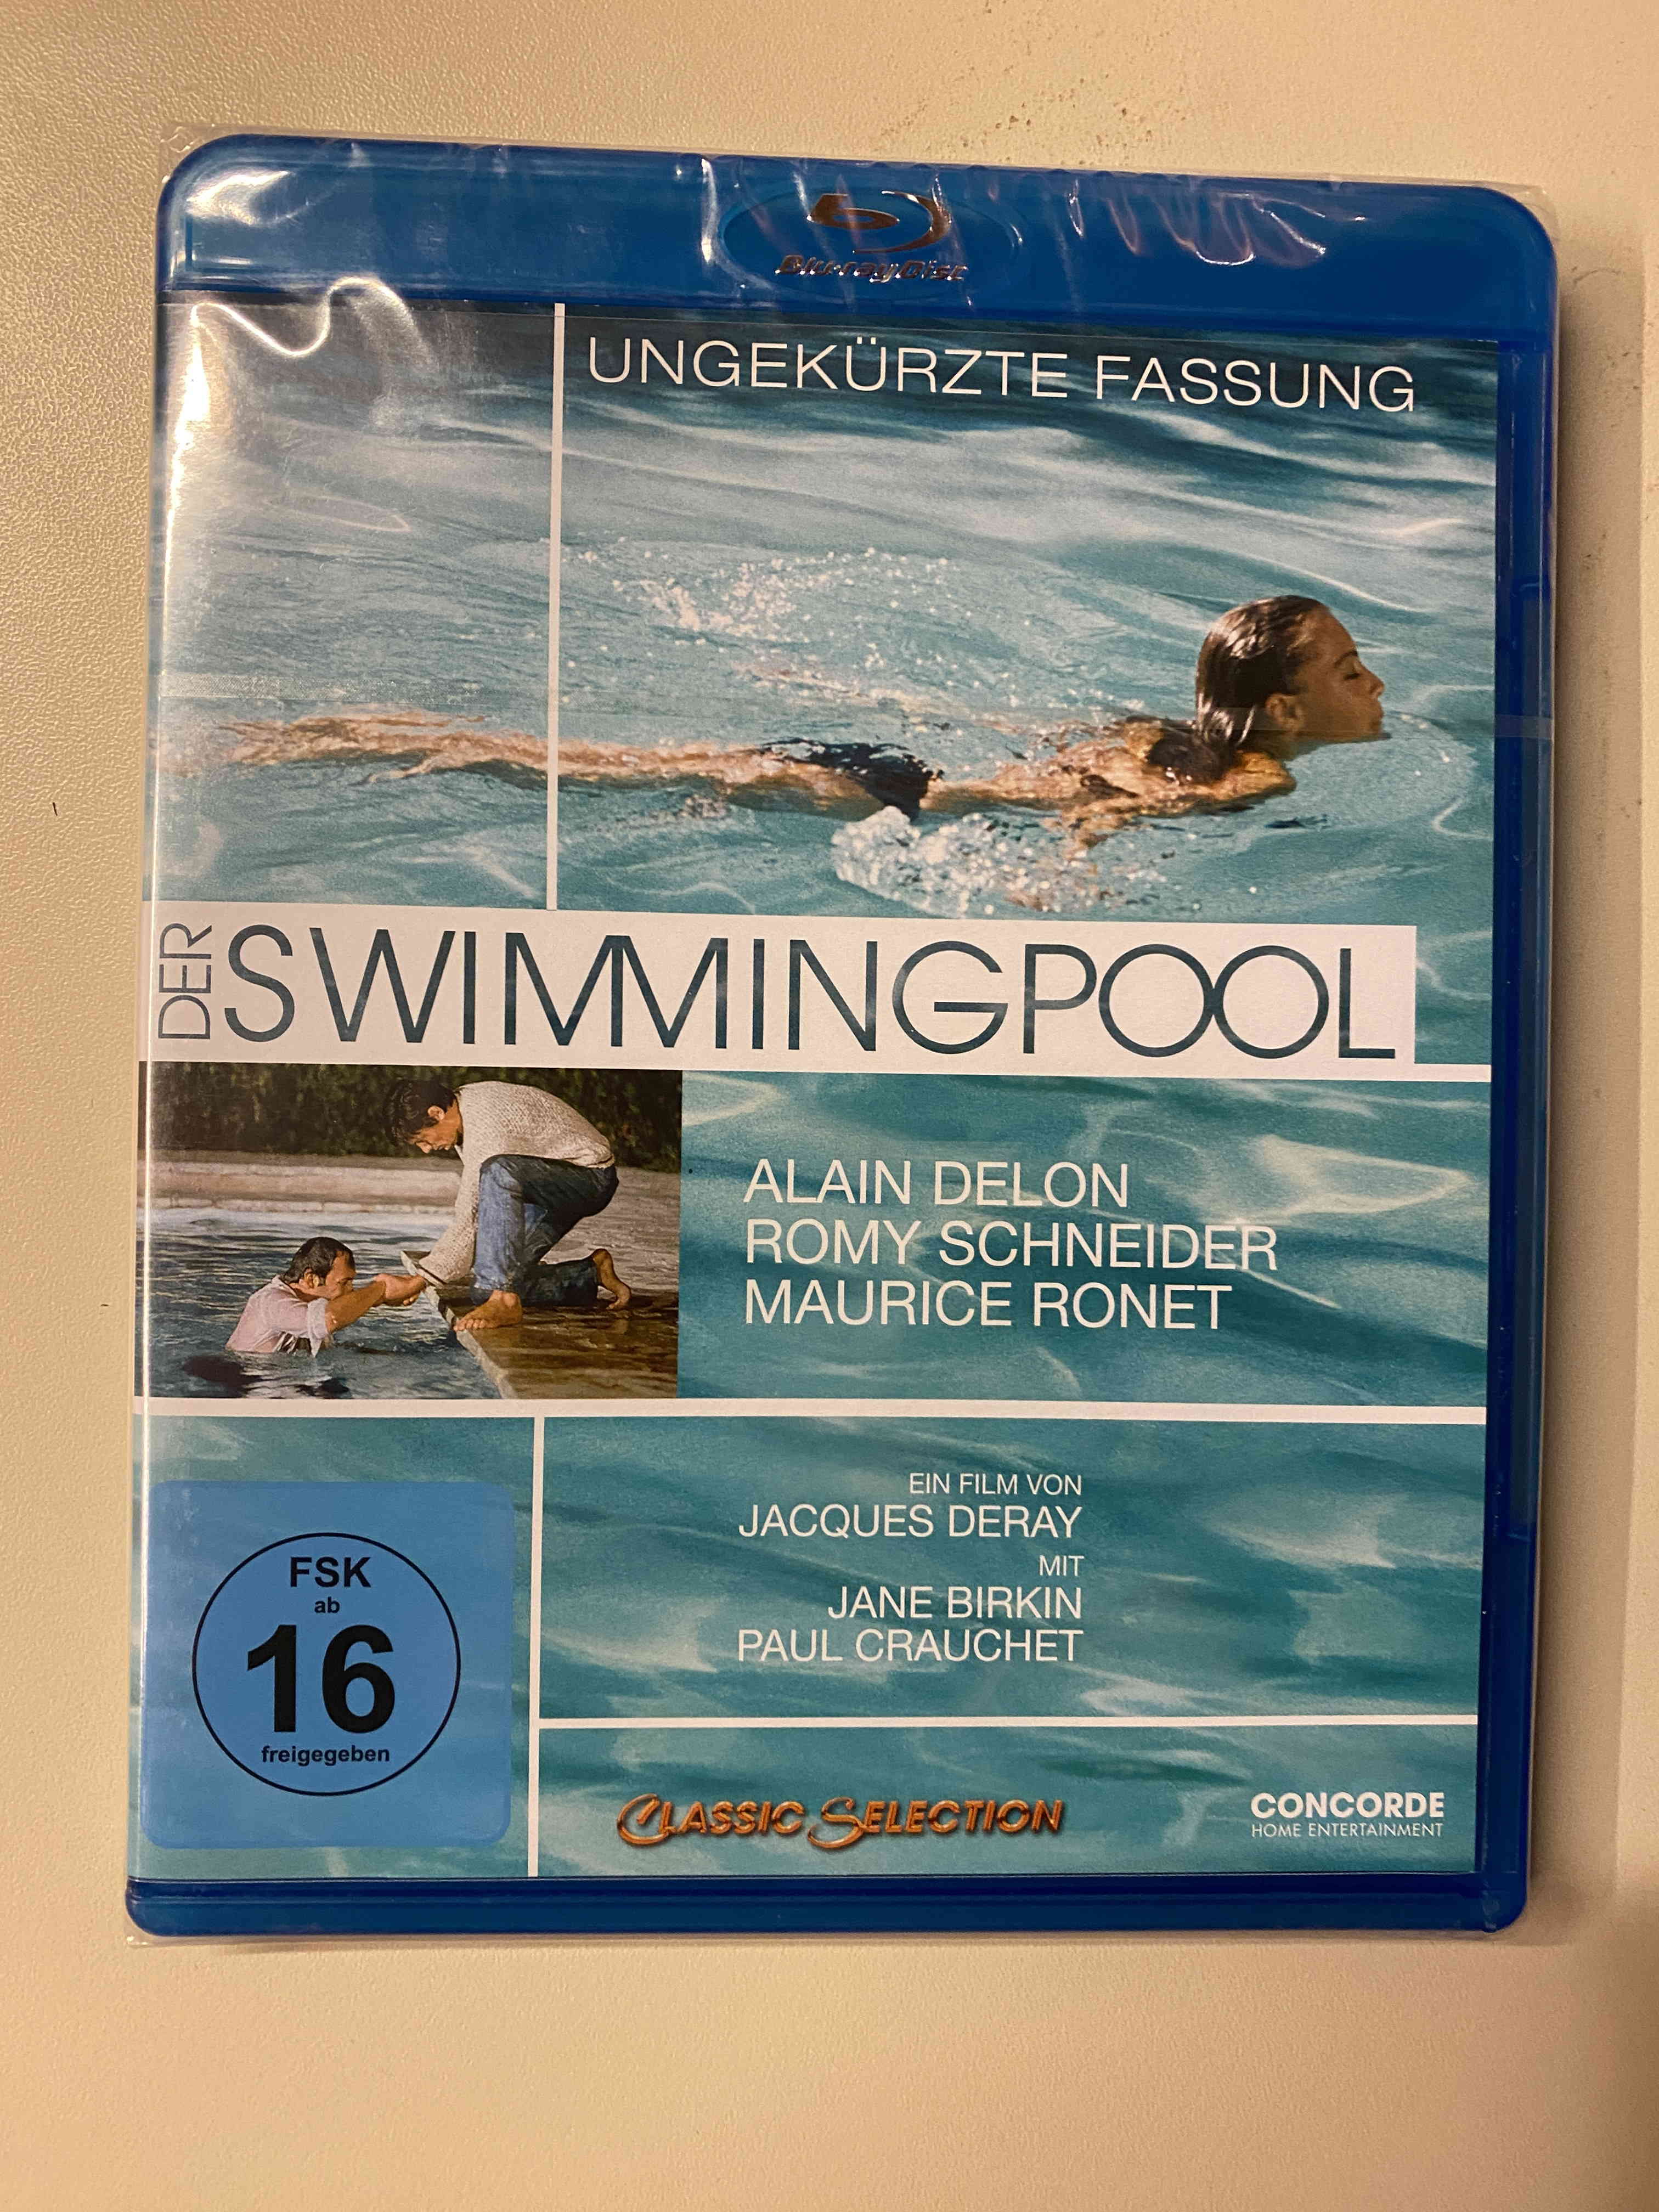 Blu-ray Disc
UNGEKÜRZTE FASSUNG
DER SWIMMINGPOOL
ALAIN DELON
ROMY SCHNEIDER
MAURICE RONET
EIN FILM VON
JACQUES DERAY
MIT
JANE BIRKIN
PAUL CRAUCHET
FSK
ab
16
freigegeben
CLASSIC SELECTION
CONCORDE
HOME ENTERTAINMENT